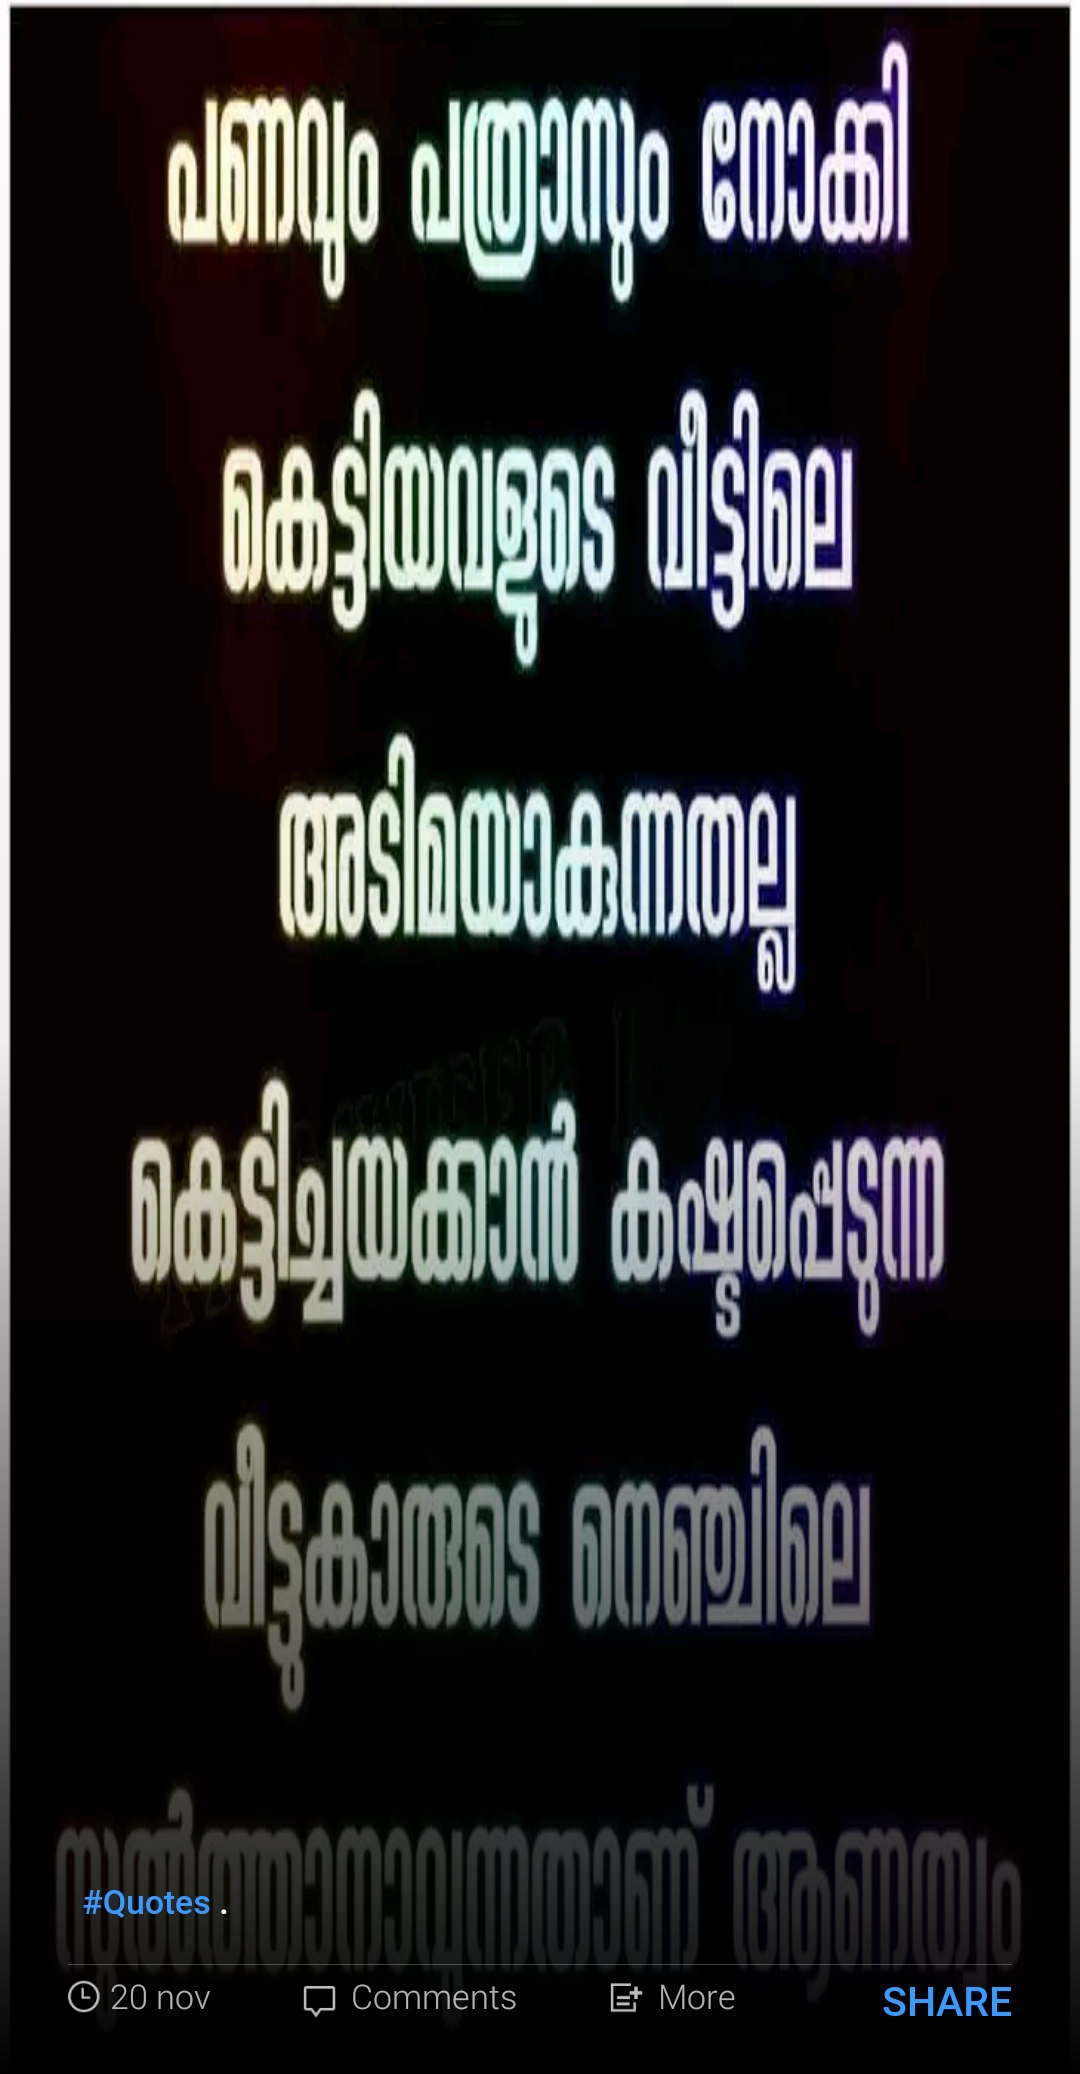 പണവും പത്രാസും നോക്കി
കെട്ടിയവളുടെ വീട്ടിലെ
അടിമയാകുന്നതല്ല
കെട്ടിച്ചയക്കാൻ കഷ്ടപ്പെടുന്ന
വീട്ടുകാരുടെ നെഞ്ചിലെ
സുൽത്താനാവുന്നതാണ് ആണത്വം
#Quotes .
20 nov Comments More SHARE